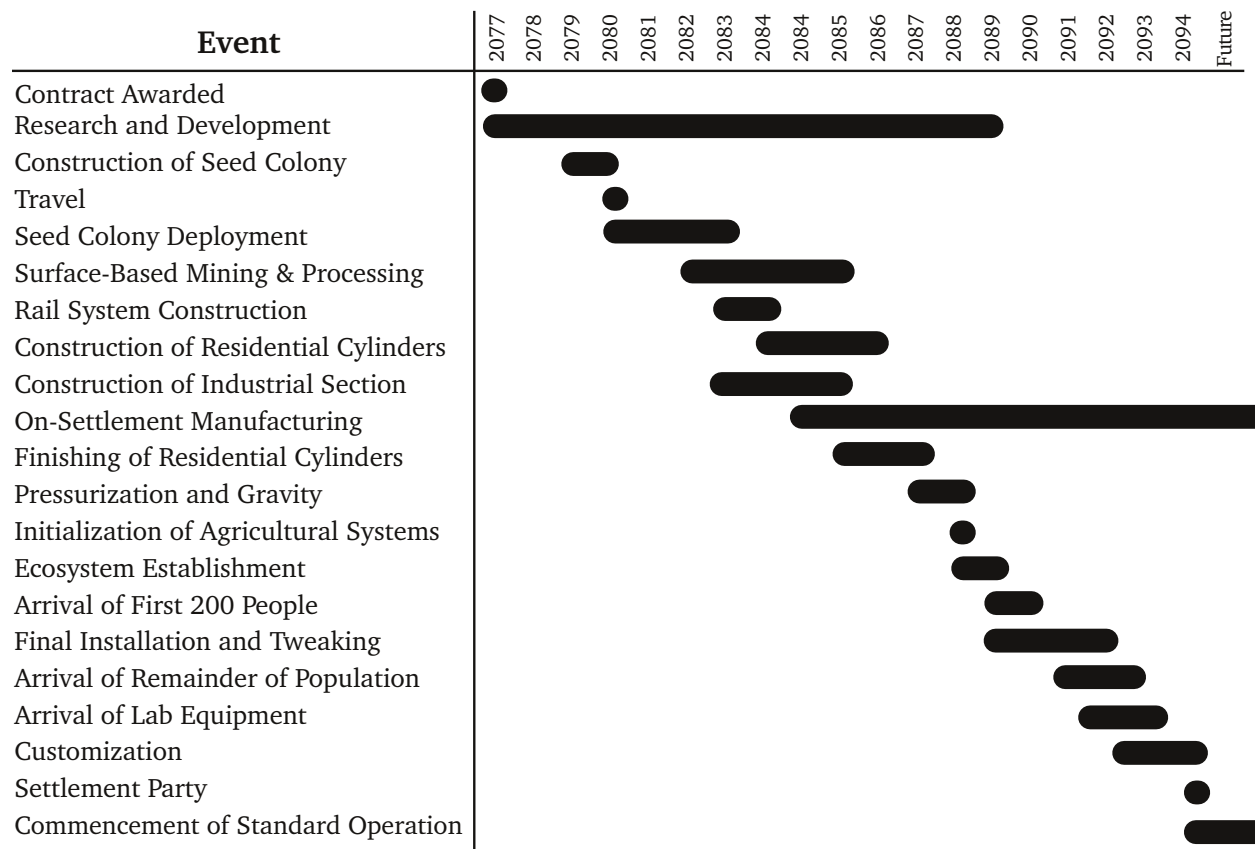 Event 2077 2078 2079 2080 2081 2082 2083 2084 2084 2085 2086 2087 2088 2089 2090 2091 2092 2093 2094 Future
Contract Awarded
Research and Development
Construction of Seed Colony
Travel
Seed Colony Deployment
Surface-Based Mining & Processing
Rail System Construction
Construction of Residential Cylinders
Construction of Industrial Section
On-Settlement Manufacturing
Finishing of Residential Cylinders
Pressurization and Gravity
Initialization of Agricultural Systems
Ecosystem Establishment
Arrival of First 200 People
Final Installation and Tweaking
Arrival of Remainder of Population
Arrival of Lab Equipment
Customization
Settlement Party
Commencement of Standard Operation